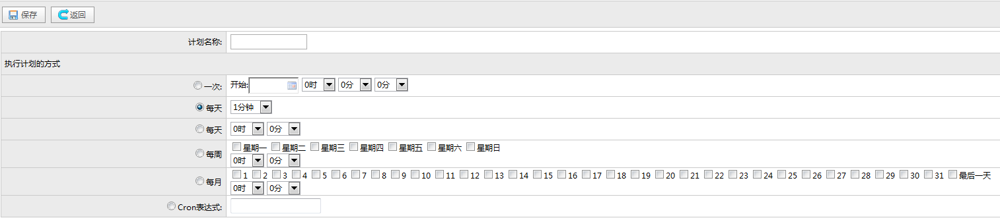 保存 返回
计划名称:
执行计划的方式
一次: 开始: 0时 0分 0分
每天 1分钟
每天 0时 0分
星期一 星期二 星期三 星期四 星期五 星期六 星期日
每周
0时 0分
1 2 3 4 5 6 7 8 9 10 11 12 13 14 15 16 17 18 19 20 21 22 23 24 25 26 27 28 29 30 31 最后一天
每月
0时 0分
Cron表达式: